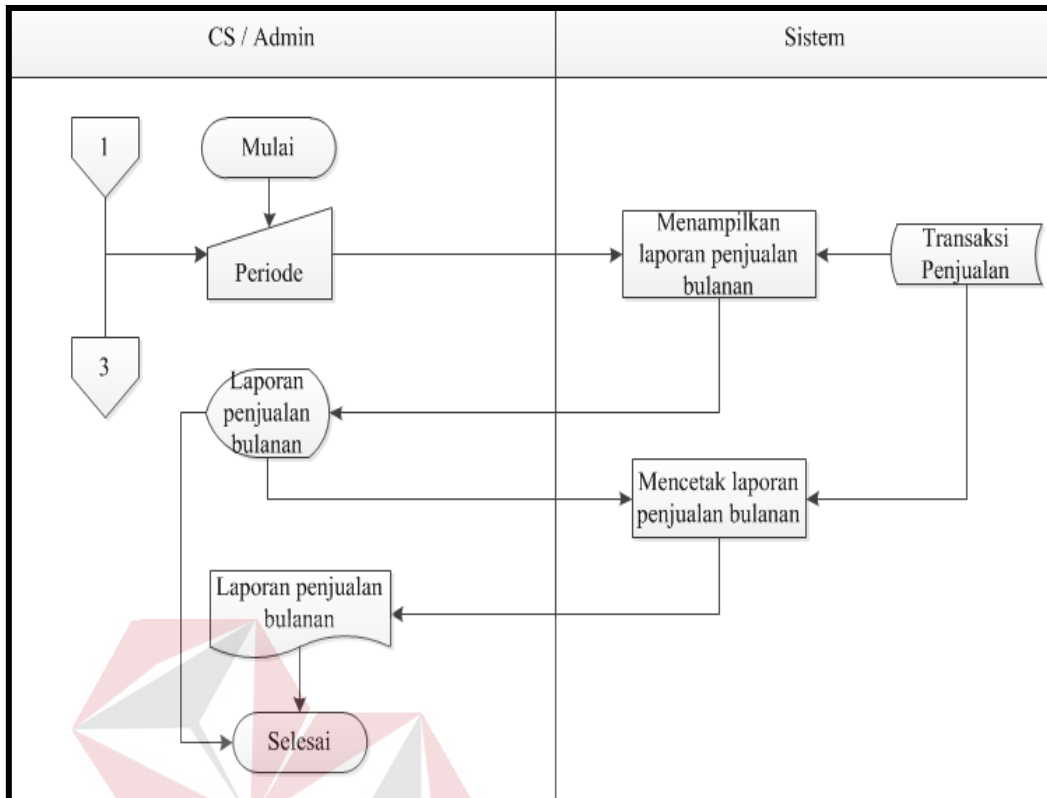 CS / Admin
Sistem
1
Mulai
Periode
Menampilkan
laporan penjualan
bulanan
Transaksi
Penjualan
3
Laporan
penjualan
bulanan
Mencetak laporan
penjualan bulanan
Laporan penjualan
bulanan
Selesai